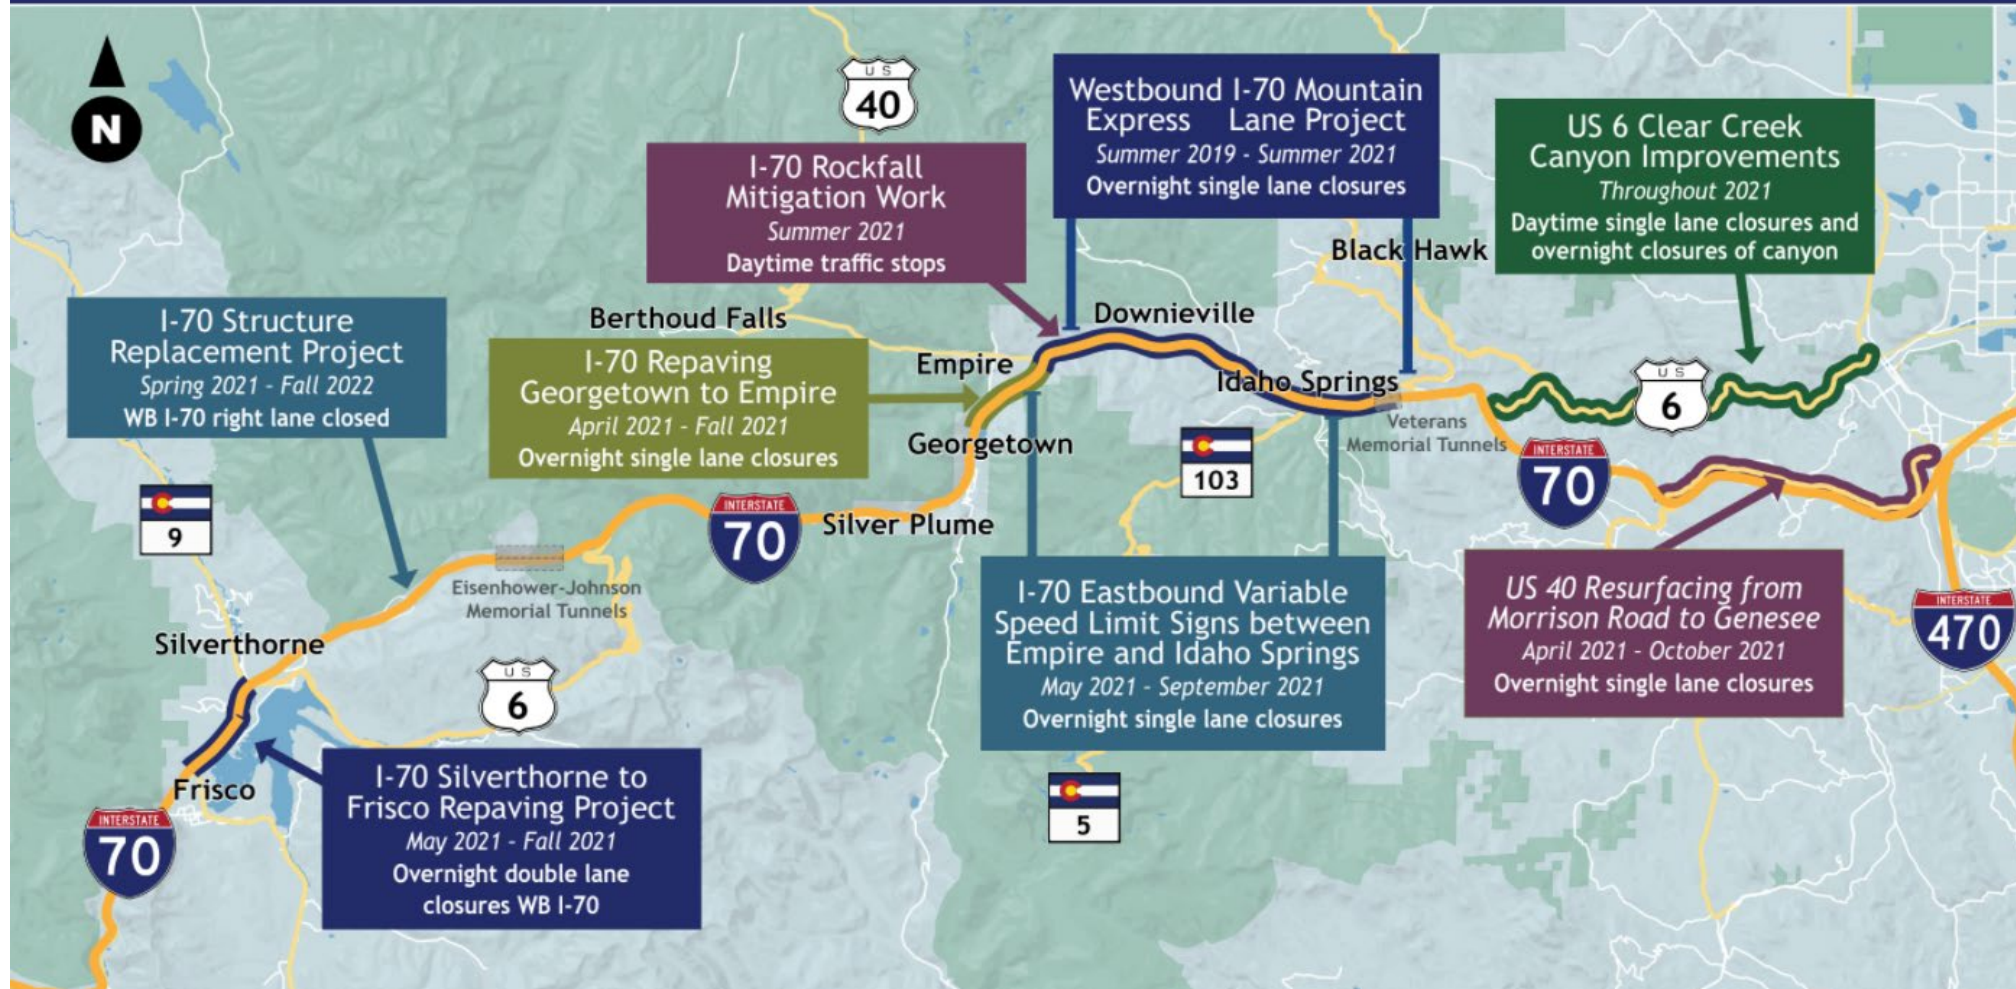 N
U S
40
I-70 Rockfall
Mitigation Work
Summer 2021
Daytime traffic stops
Westbound I-70 Mountain
Express Lane Project
Summer 2019 - Summer 2021
Overnight single lane closures
US 6 Clear Creek
Canyon Improvements
Throughout 2021
Daytime single lane closures and
overnight closures of canyon
Black Hawk
I-70 Structure
Replacement Project
Spring 2021 - Fall 2022
WB I-70 right lane closed
Berthoud Falls
I-70 Repaving
Georgetown to Empire
April 2021 - Fall 2021
Overnight single lane closures
Downieville
Empire
Idaho Springs
Georgetown
Veterans
Memorial Tunnels
U S
6
103
INTERSTATE
70
9
INTERSTATE
70
Silver Plume
Eisenhower-Johnson
Memorial Tunnels
Silverthorne
U S
6
I-70 Eastbound Variable
Speed Limit Signs between
Empire and Idaho Springs
May 2021 - September 2021
Overnight single lane closures
US 40 Resurfacing from
Morrison Road to Genesee
April 2021 - October 2021
Overnight single lane closures
INTERSTATE
470
Frisco
INTERSTATE
70
I-70 Silverthorne to
Frisco Repaving Project
May 2021 - Fall 2021
Overnight double lane
closures WB I-70
5